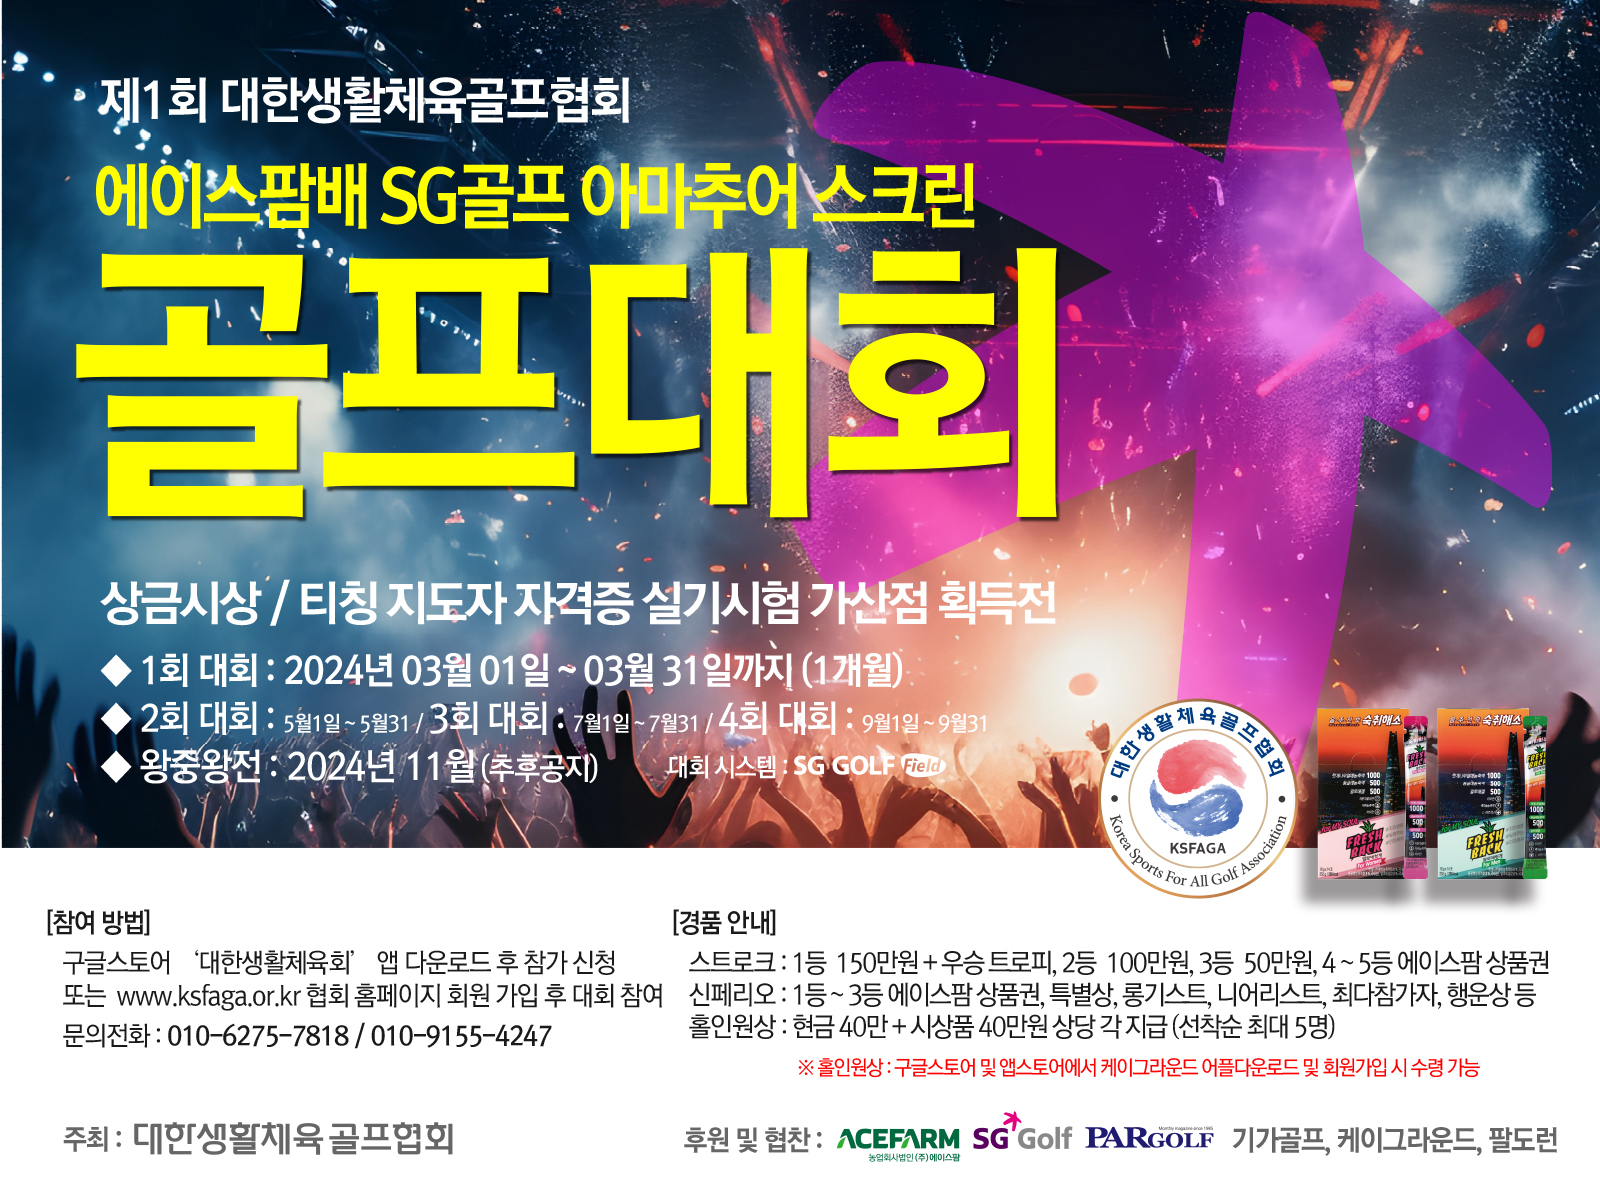 제1회 대한생활체육골프협회
에이스팜배 SG골프 아마추어 스크린
골프대회
상금시상 / 티칭 지도자 자격증 실기시험 가산점 획득전
◆ 1회 대회 : 2024년 03월 01일 ~ 03월 31일까지 (1개월)
◆ 2회 대회 : 5월1일 ~ 5월31 / 3회 대회 : 7월1일 ~ 7월31 / 4회 대회 : 9월1일 ~ 9월31
◆ 왕중왕전 : 2024년 11월 (추후공지) 대회 시스템 : SG GOLF Field
대한생활체육골프협회
KSFAGA
Korea Sports For All Golf Association
숙취해소
1000
500
500
FRESH BACK
For Women
숙취해소
1000
500
500
FRESH BACK
For Men
[참여 방법]
구글스토어 ‘대한생활체육회’ 앱 다운로드 후 참가 신청
또는 www.ksfaga.or.kr 협회 홈페이지 회원 가입 후 대회 참여
문의전화 : 010-6275-7818 / 010-9155-4247
[경품 안내]
스트로크 : 1등 150만원 + 우승 트로피, 2등 100만원, 3등 50만원, 4 ~ 5등 에이스팜 상품권
신페리오 : 1등 ~ 3등 에이스팜 상품권, 특별상, 롱기스트, 니어리스트, 최다참가자, 행운상 등
홀인원상 : 현금 40만 + 시상품 40만원 상당 각 지급 (선착순 최대 5명)
※ 홀인원상 : 구글스토어 및 앱스토어에서 케이그라운드 어플다운로드 및 회원가입 시 수령 가능
주최 : 대한생활체육 골프협회
후원 및 협찬 : ACEFARM SG Golf PARGOLF 기가골프, 케이그라운드, 팔도런
농업회사법인 (주)에이스팜
Monthly magazine since 1985